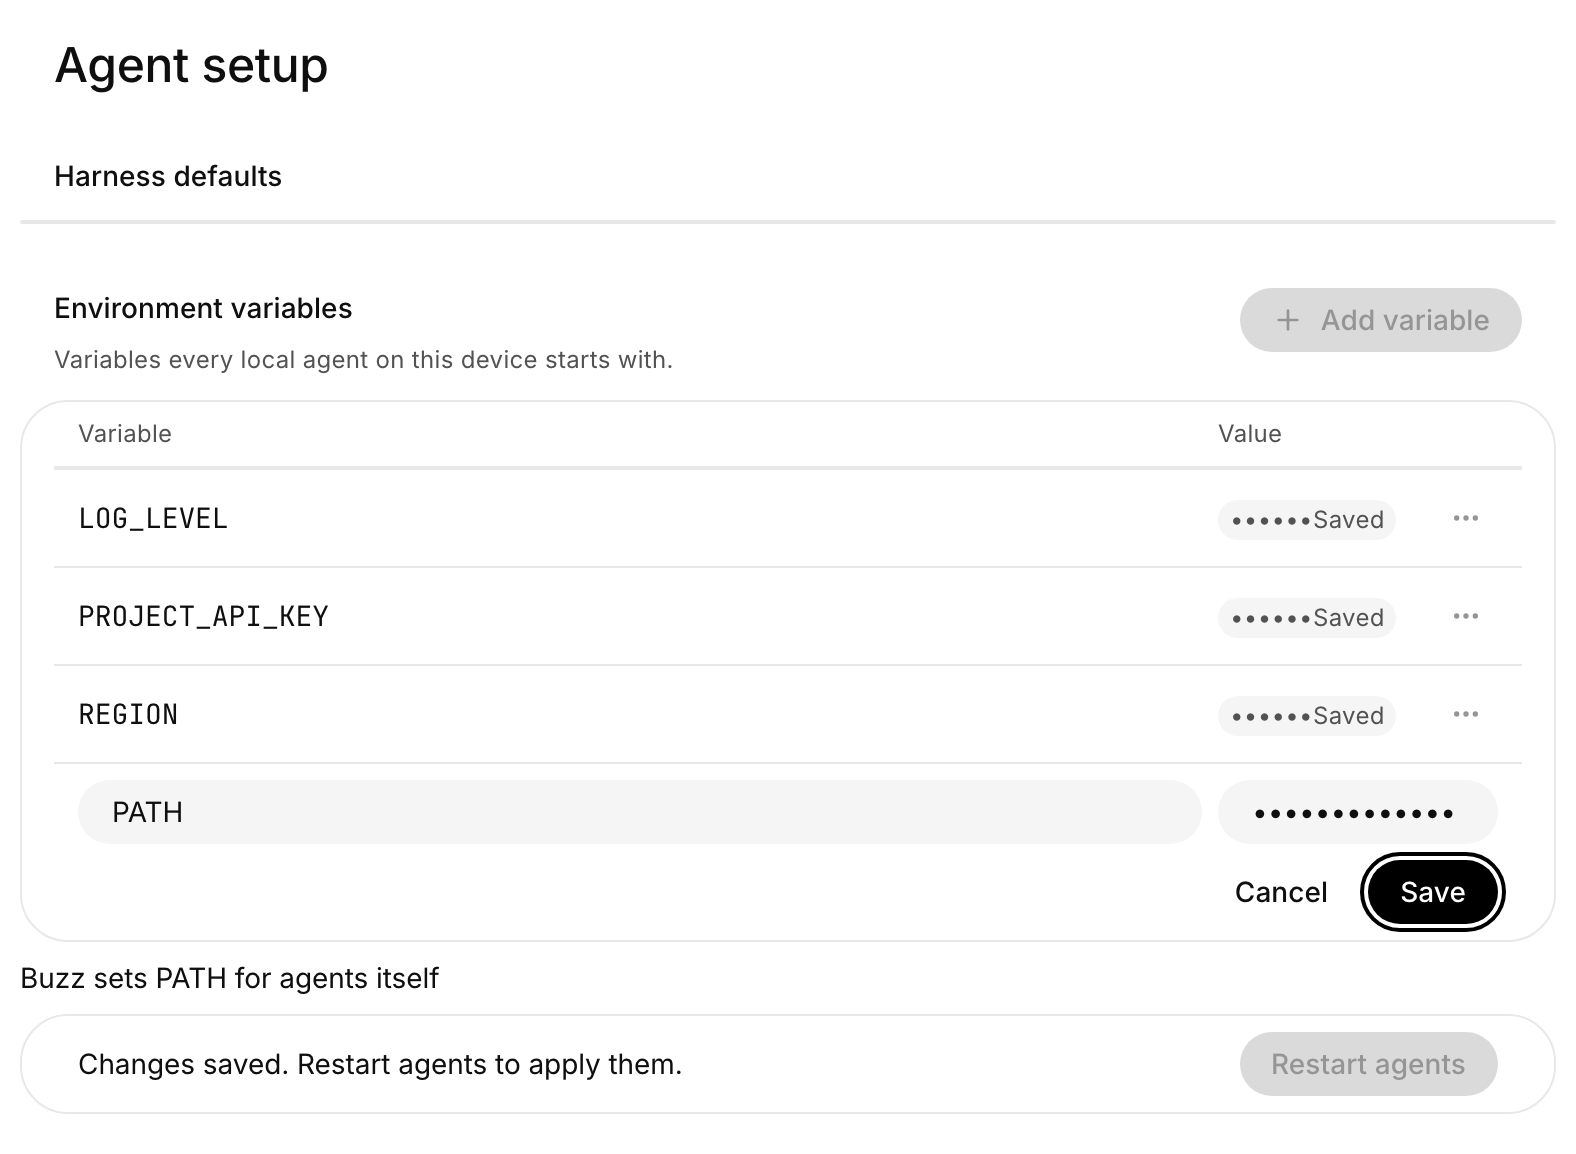 Agent setup
Harness defaults
Environment variables
+ Add variable
Variables every local agent on this device starts with.
Variable Value
LOG_LEVEL ••••••Saved ···
PROJECT_API_KEY ••••••Saved ···
REGION ••••••Saved ···
PATH •••••••••••••
Cancel Save
Buzz sets PATH for agents itself
Changes saved. Restart agents to apply them. Restart agents